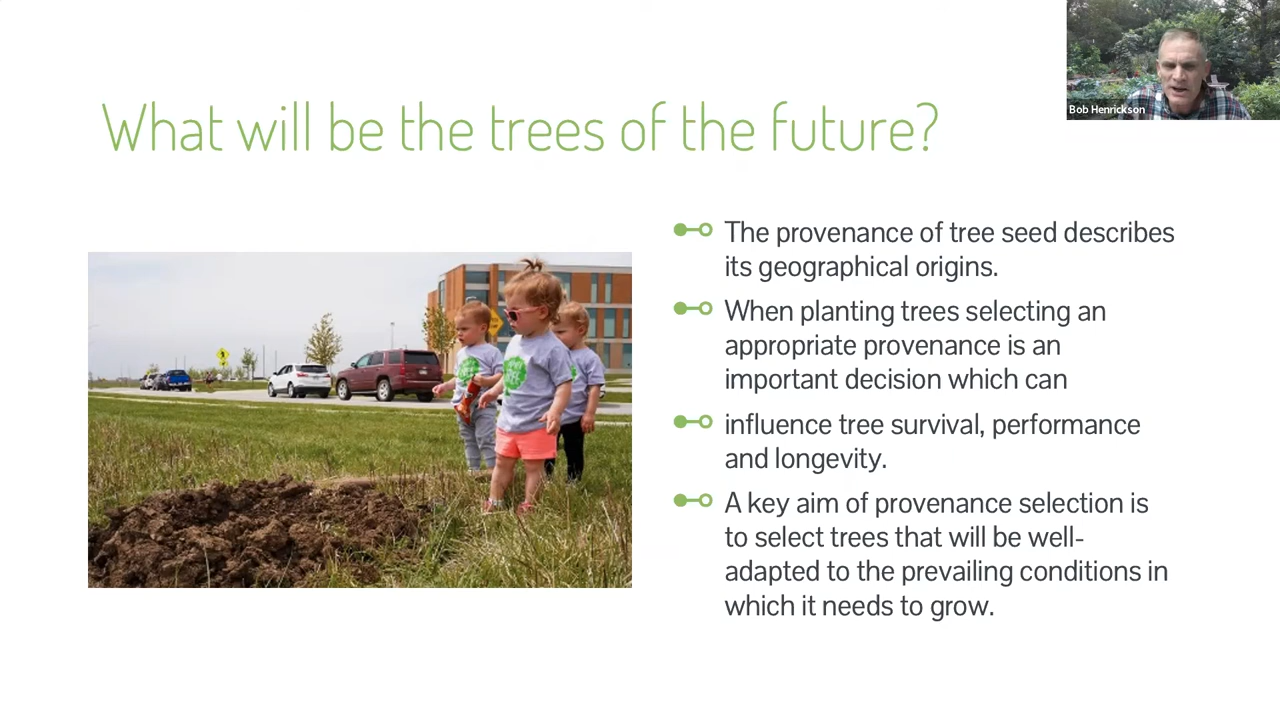 Bob Henrickson
What will be the trees of the future?
The provenance of tree seed describes
its geographical origins.
When planting trees selecting an
appropriate provenance is an
important decision which can
influence tree survival, performance
and longevity.
A key aim of provenance selection is
to select trees that will be well-
adapted to the prevailing conditions in
which it needs to grow.